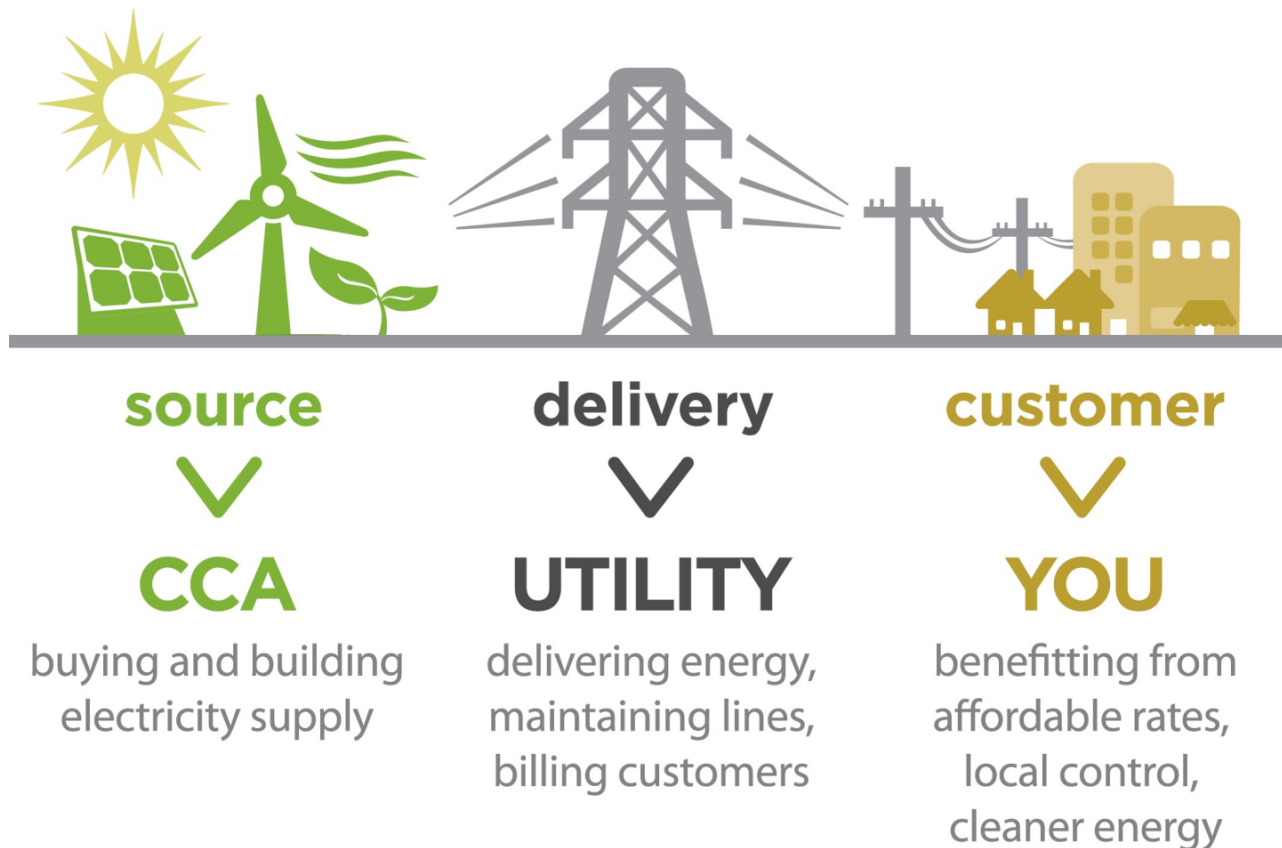 source
CCA
buying and building
electricity supply
delivery
UTILITY
delivering energy,
maintaining lines,
billing customers
customer
YOU
benefitting from
affordable rates,
local control,
cleaner energy